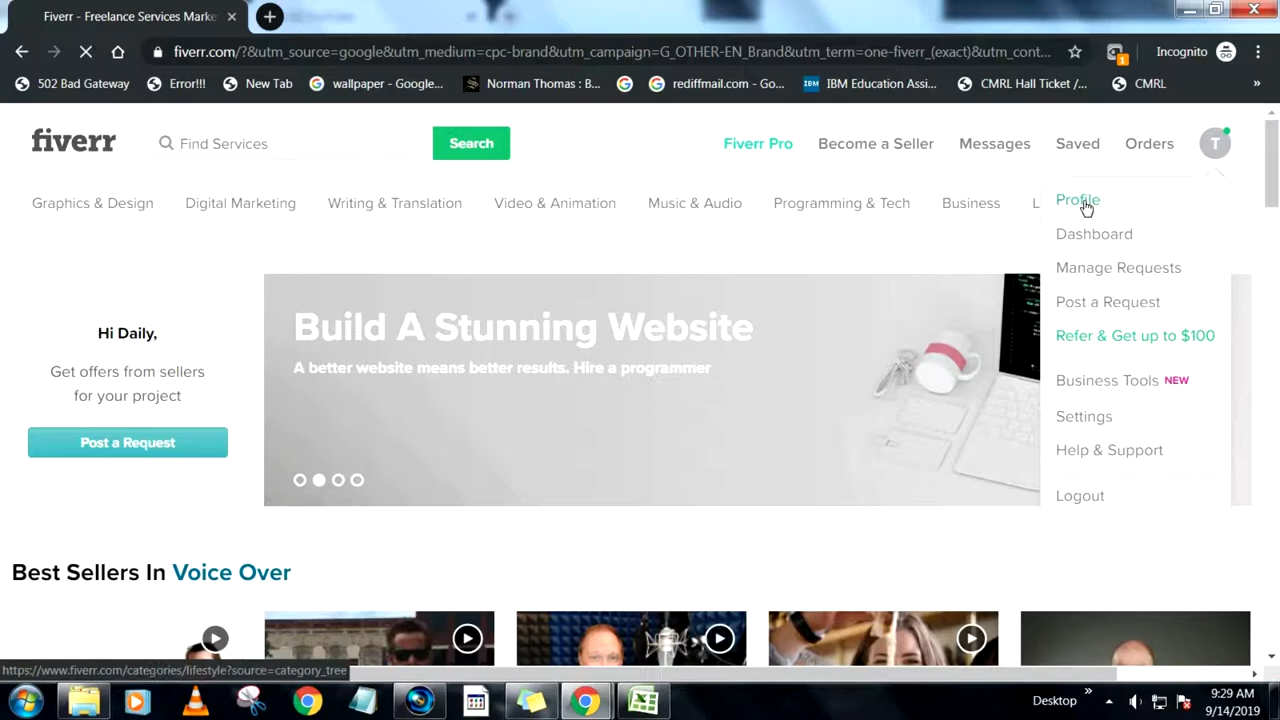 Fiverr - Freelance Services Marke
fiverr.com/?&utm_source=google&utm_medium=cpc-brand&utm_campaign=G_OTHER-EN_Brand&utm_term=one-fiverr_(exact)&utm_cont...
1
Incognito
502 Bad Gateway
Error!!!
New Tab
wallpaper - Google...
Norman Thomas : B...
rediffmail.com - Go...
IBM
IBM Education Assi...
CMRL Hall Ticket /...
CMRL
»
fiverr
Find Services
Search
Fiverr Pro
Become a Seller
Messages
Saved
Orders
T
Graphics & Design
Digital Marketing
Writing & Translation
Video & Animation
Music & Audio
Programming & Tech
Business
L
Profile
Dashboard
Manage Requests
Post a Request
Refer & Get up to $100
Business Tools NEW
Settings
Help & Support
Logout
Hi Daily,
Get offers from sellers
for your project
Post a Request
Build A Stunning Website
A better website means better results. Hire a programmer
Best Sellers In Voice Over
https://www.fiverr.com/categories/lifestyle?source=category_tree
Desktop
»
9:29 AM
9/14/2019